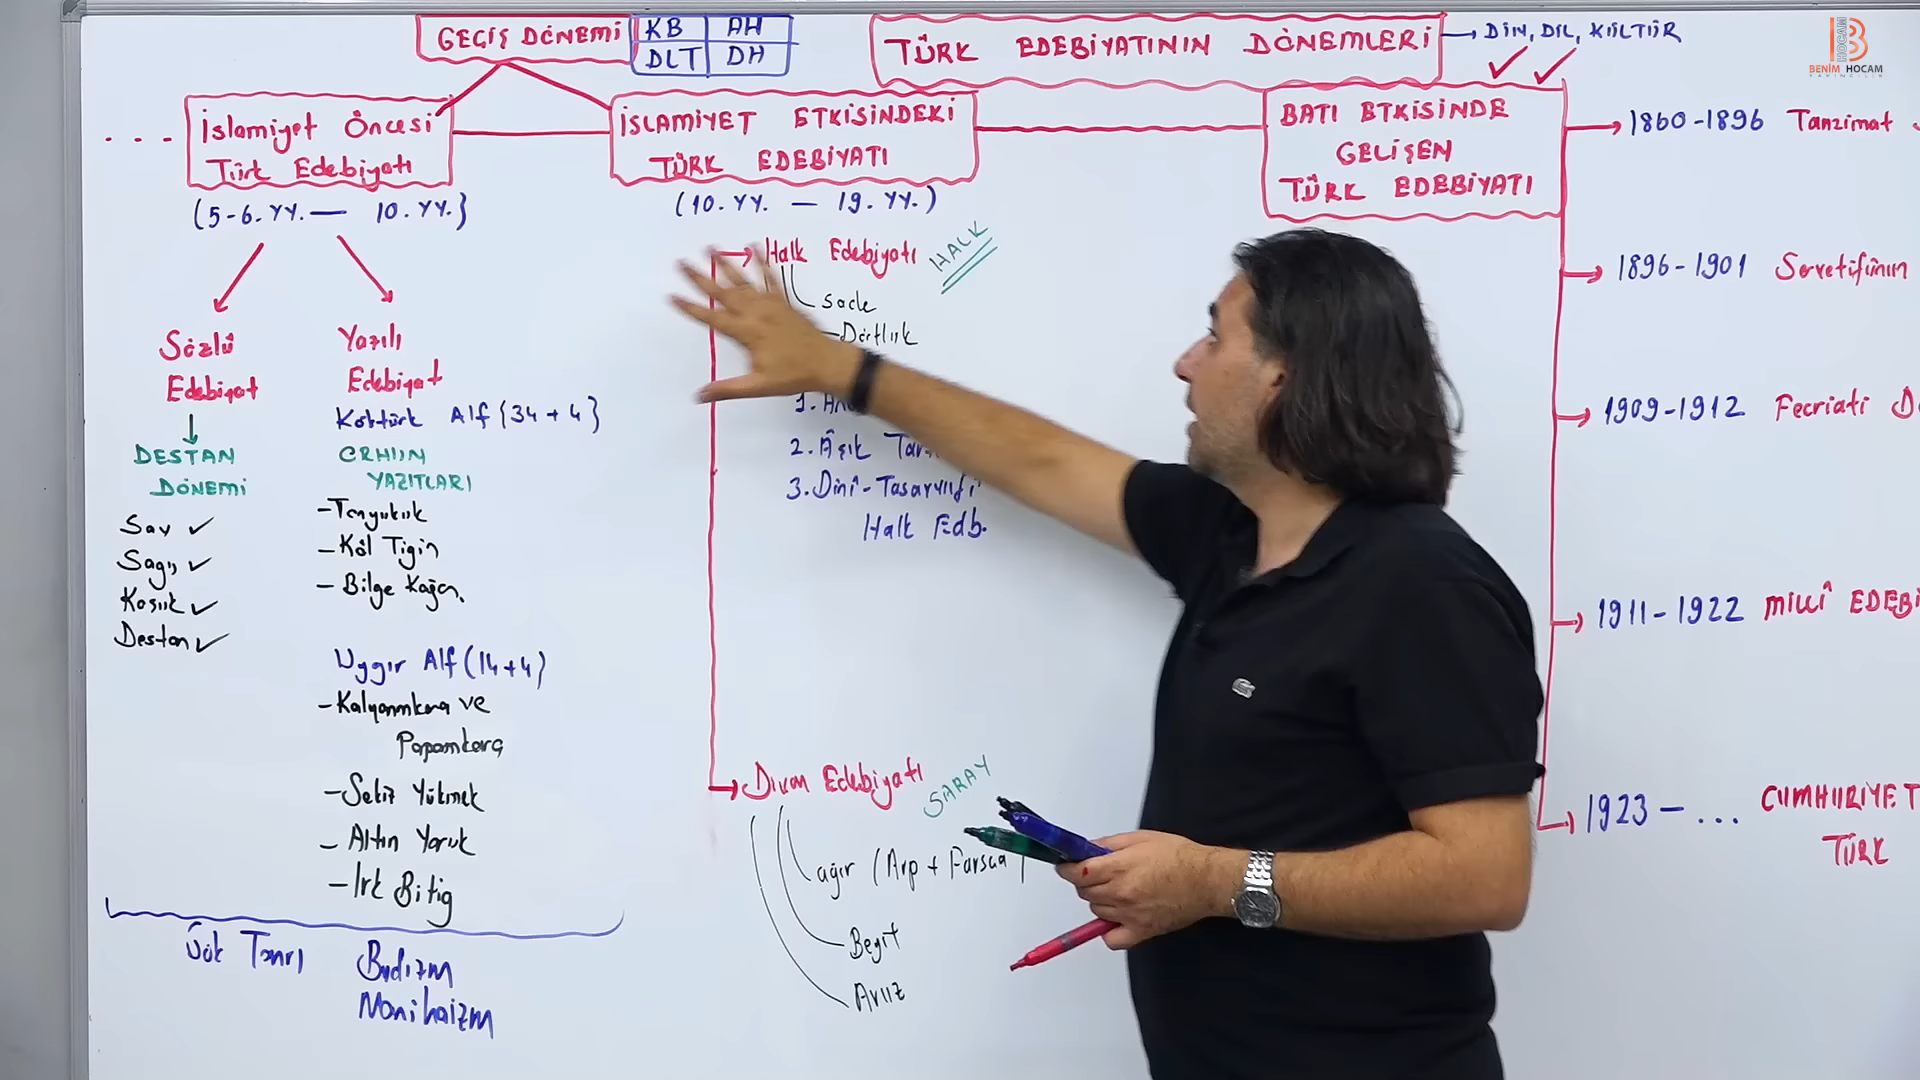 GEÇİŞ DÖNEMİ
KB AH
DLT DH
TÜRK EDEBİYATININ DÖNEMLERİ
DİN, DİL, KÜLTÜR
BENİM HOCAM
YAYINCILIK
... İslamiyet Öncesi
Türk Edebiyatı
(5-6. YY. — 10. YY.)
Sözlü
Edebiyat
DESTAN
DÖNEMİ
Sav ✓
Sagu ✓
Koşuk ✓
Destan ✓
Yazılı
Edebiyat
Köktürk Alf (34 + 4)
ORHUN
YAZITLARI
- Tonyukuk
- Köl Tigin
- Bilge Kağan
Uygur Alf (14+4)
- Kalyanamkara ve
Papamkara
- Sekiz Yükmek
- Altın Yaruk
- Irk Bitig
Gök Tanrı
Budizm
Manihaizm
İSLAMİYET ETKİSİNDEKİ
TÜRK EDEBİYATI
(10. YY. — 19. YY.)
Halk Edebiyatı
HALK
sade
Dörtlük
2. Âşık
3. Dinî - Tasavvufi
Halk Edb.
Divan Edebiyatı
SARAY
ağır (Arp + Farsça)
Beyit
Aruz
BATI ETKİSİNDE
GELİŞEN
TÜRK EDEBİYATI
1860 - 1896 Tanzimat
1896 - 1901 Servetifünun
1909 - 1912 Fecriati
1911 - 1922 MİLLÎ EDEBİ
1923 - ... CUMHURİYET
TÜRK